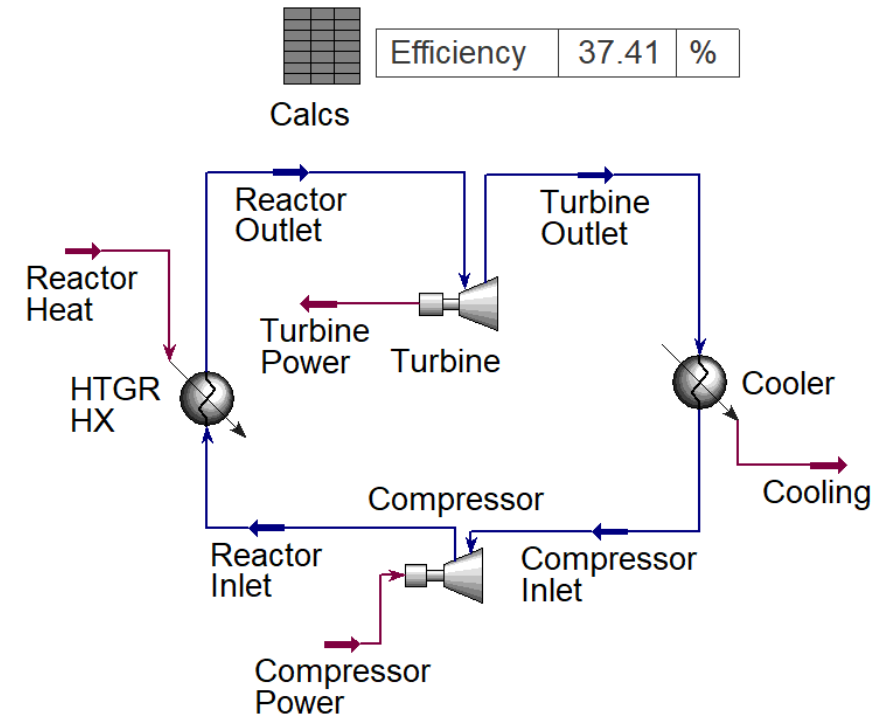 Efficiency 37.41 %
Calcs
Reactor
Outlet
Turbine
Outlet
Reactor
Heat
Turbine
Power
Turbine
HTGR
HX
Cooler
Cooling
Compressor
Reactor
Inlet
Compressor
Inlet
Compressor
Power